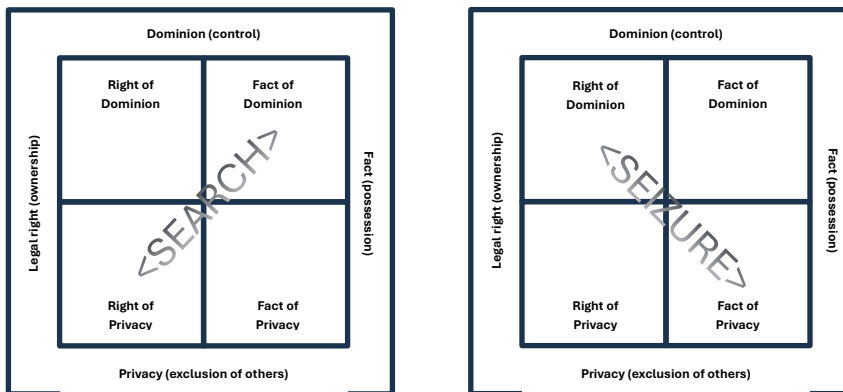 Dominion (control)
Legal right (ownership)
Right of
Dominion
Fact of
Dominion
<SEARCH>
Right of
Privacy
Fact of
Privacy
Fact (possession)
Privacy (exclusion of others)
Dominion (control)
Legal right (ownership)
Right of
Dominion
Fact of
Dominion
<SEIZURE>
Right of
Privacy
Fact of
Privacy
Fact (possession)
Privacy (exclusion of others)